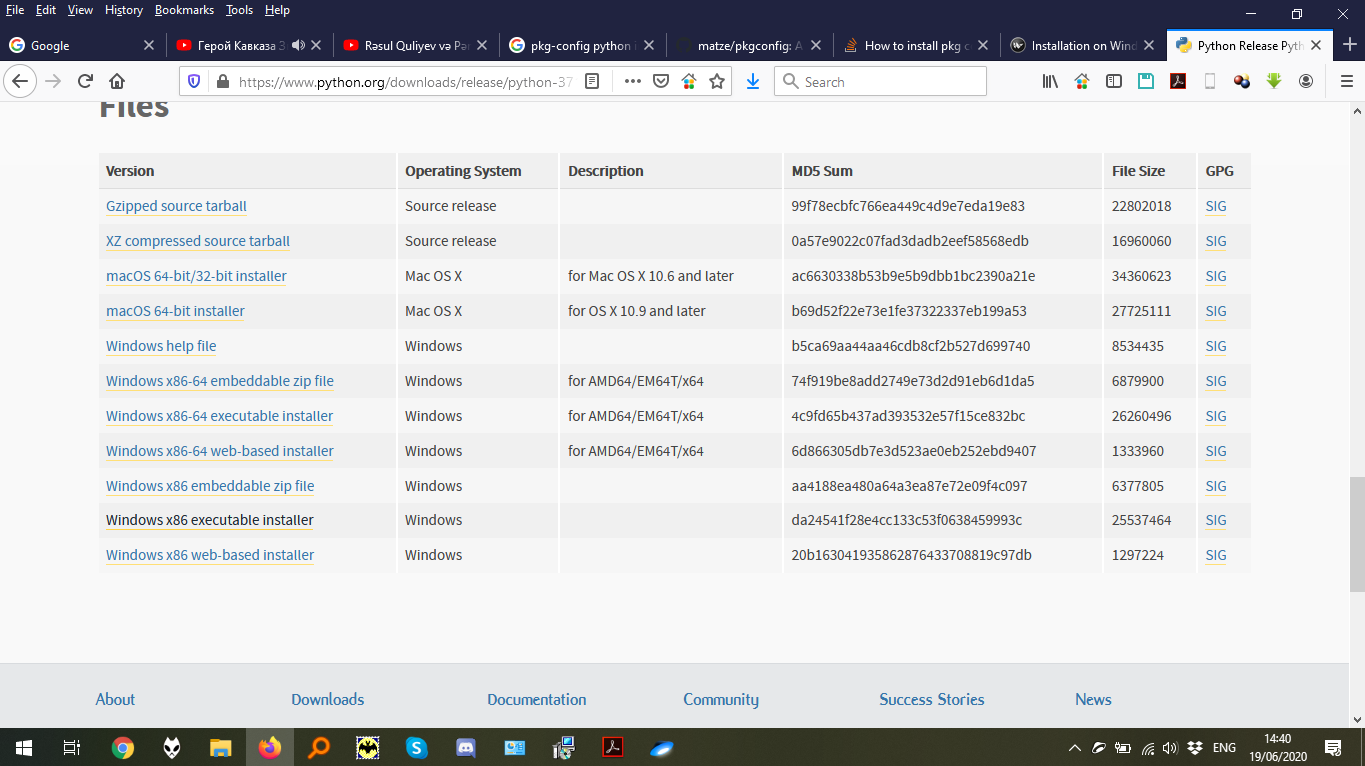 File Edit View History Bookmarks Tools Help
Google Герой Кавказа Rəsul Quliyev və pkg-config python matze/pkgconfig: How to install pkg Installation on Python Release
https://www.python.org/downloads/release/python-37 Search
Files
Version Operating System Description MD5 Sum File Size GPG
Gzipped source tarball Source release 99f78ecbfc766ea449c4d9e7eda19e83 22802018 SIG
XZ compressed source tarball Source release 0a57e9022c07fad3dadb2eef58568edb 16960060 SIG
macOS 64-bit/32-bit installer Mac OS X for Mac OS X 10.6 and later ac6630338b53b9e5b9dbb1bc2390a21e 34360623 SIG
macOS 64-bit installer Mac OS X for OS X 10.9 and later b69d52f22e73e1fe37322337eb199a53 27725111 SIG
Windows help file Windows b5ca69aa44aa46cdb8cf2b527d699740 8534435 SIG
Windows x86-64 embeddable zip file Windows for AMD64/EM64T/x64 74f919be8add2749e73d2d91eb6d1da5 6879900 SIG
Windows x86-64 executable installer Windows for AMD64/EM64T/x64 4c9fd65b437ad393532e57f15ce832bc 26260496 SIG
Windows x86-64 web-based installer Windows for AMD64/EM64T/x64 6d866305db7e3d523ae0eb252ebd9407 1333960 SIG
Windows x86 embeddable zip file Windows aa4188ea480a64a3ea87e72e09f4c097 6377805 SIG
Windows x86 executable installer Windows da24541f28e4cc133c53f0638459993c 25537464 SIG
Windows x86 web-based installer Windows 20b163041935862876433708819c97db 1297224 SIG
About Downloads Documentation Community Success Stories News
ENG 14:40
19/06/2020